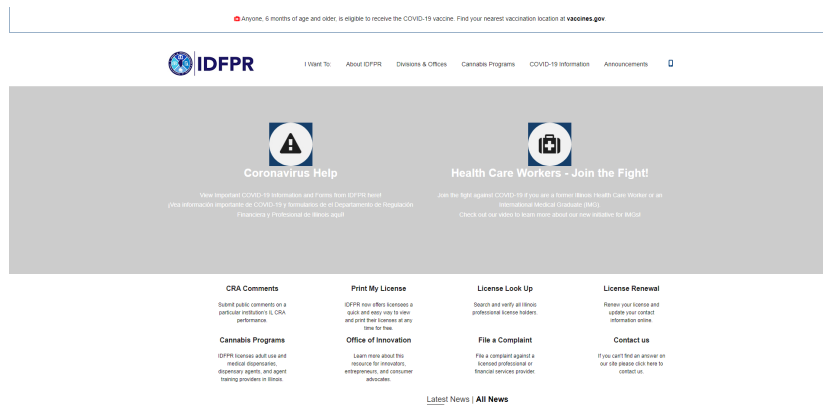 Anyone, 6 months of age and older, is eligible to receive the COVID-19 vaccine. Find your nearest vaccination location at vaccines.gov.
IDFPR
I Want To: About IDFPR Divisions & Offices Cannabis Programs COVID-19 Information Announcements
Coronavirus Help
View Important COVID-19 Information and Forms from IDFPR here!
¡Vea información importante de COVID-19 y formularios de el Departamento de Regulación
Financiera y Profesional de Illinois aquí!
Health Care Workers - Join the Fight!
Join the fight against COVID-19 if you are a former Illinois Health Care Worker or an
International Medical Graduate (IMG).
Check out our video to learn more about our new initiative for IMGs!
CRA Comments
Submit public comments on a
particular institution's IL CRA
performance.
Print My License
IDFPR now offers licensees a
quick and easy way to view
and print their licenses at any
time for free.
License Look Up
Search and verify all Illinois
professional license holders.
License Renewal
Renew your license and
update your contact
information online.
Cannabis Programs
IDFPR licenses adult use and
medical dispensaries,
dispensary agents, and agent
training providers in Illinois.
Office of Innovation
Learn more about this
resource for innovators,
entrepreneurs, and consumer
advocates.
File a Complaint
File a complaint against a
licensed professional or
financial services provider.
Contact us
If you can't find an answer on
our site please click here to
contact us.
Latest News | All News